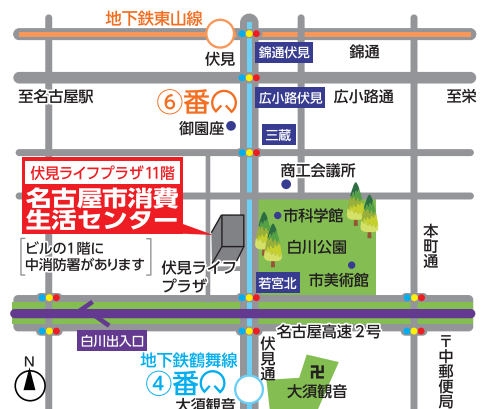 地下鉄東山線
伏見
錦通伏見
錦通
至名古屋駅
⑥番
広小路伏見
広小路通
至栄
御園座
三蔵
伏見ライフプラザ11階
名古屋市消費
生活センター
商工会議所
市科学館
白川公園
市美術館
本町通
ビルの1階に
中消防署があります
伏見ライフ
プラザ
若宮北
白川出入口
名古屋高速2号
伏見通
地下鉄鶴舞線
④番
大須観音
卍
大須観音
〒中郵便局
N